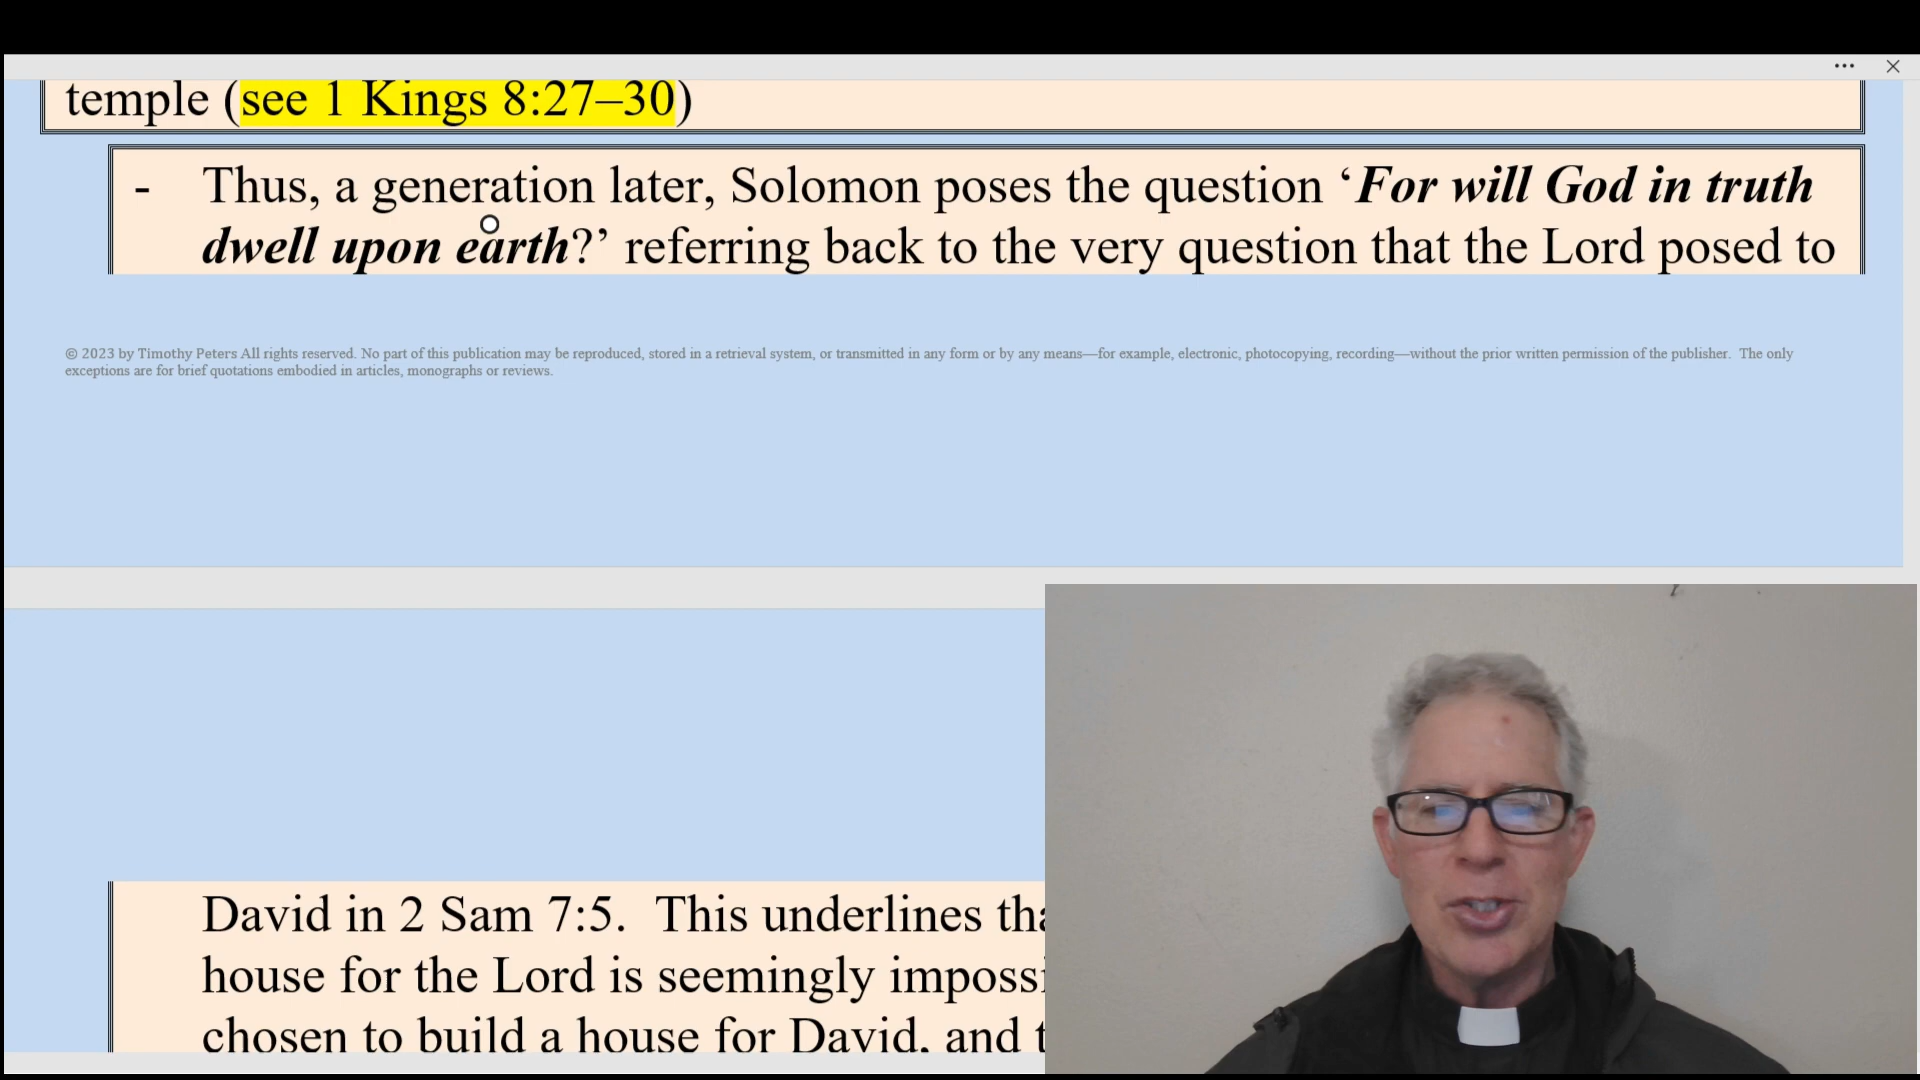 temple (see 1 Kings 8:27–30)
- Thus, a generation later, Solomon poses the question ‘For will God in truth
dwell upon earth?’ referring back to the very question that the Lord posed to
© 2023 by Timothy Peters All rights reserved. No part of this publication may be reproduced, stored in a retrieval system, or transmitted in any form or by any means—for example, electronic, photocopying, recording—without the prior written permission of the publisher. The only
exceptions are for brief quotations embodied in articles, monographs or reviews.
David in 2 Sam 7:5. This underlines
house for the Lord is seemingly
chosen to build a house for David, and